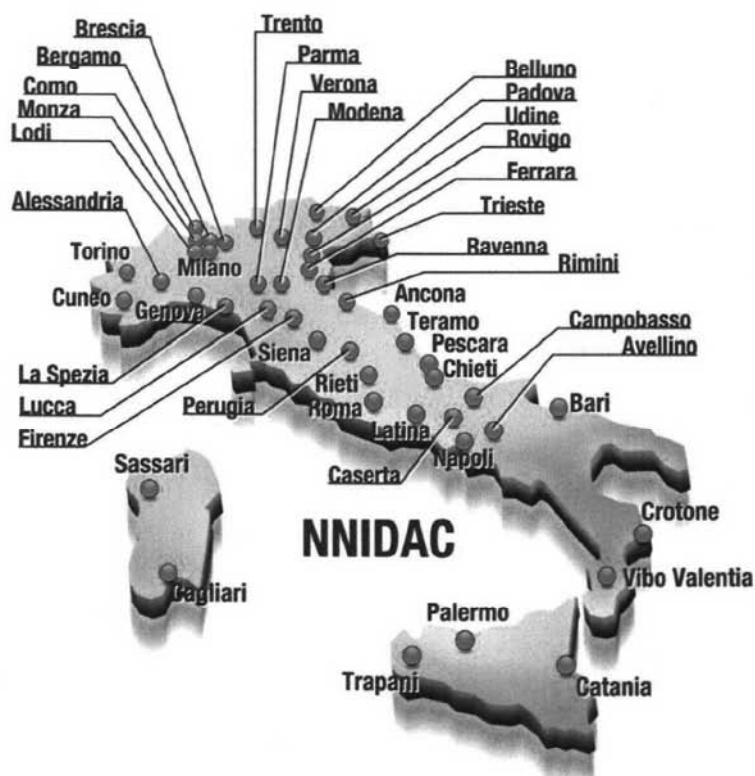 Brescia
Trento
Bergamo
Parma
Como
Verona
Belluno
Monza
Modena
Padova
Lodi
Udine
Rovigo
Ferrara
Alessandria
Trieste
Torino
Milano
Ravenna
Rimini
Cuneo
Genova
Ancona
Teramo
Campobasso
Siena
Pescara
Avellino
Chieti
La Spezia
Rieti
Lucca
Perugia
Roma
Bari
Firenze
Latina
Napoli
Sassari
Caserta
NNIDAC
Crotone
Cagliari
Vibo Valentia
Palermo
Trapani
Catania